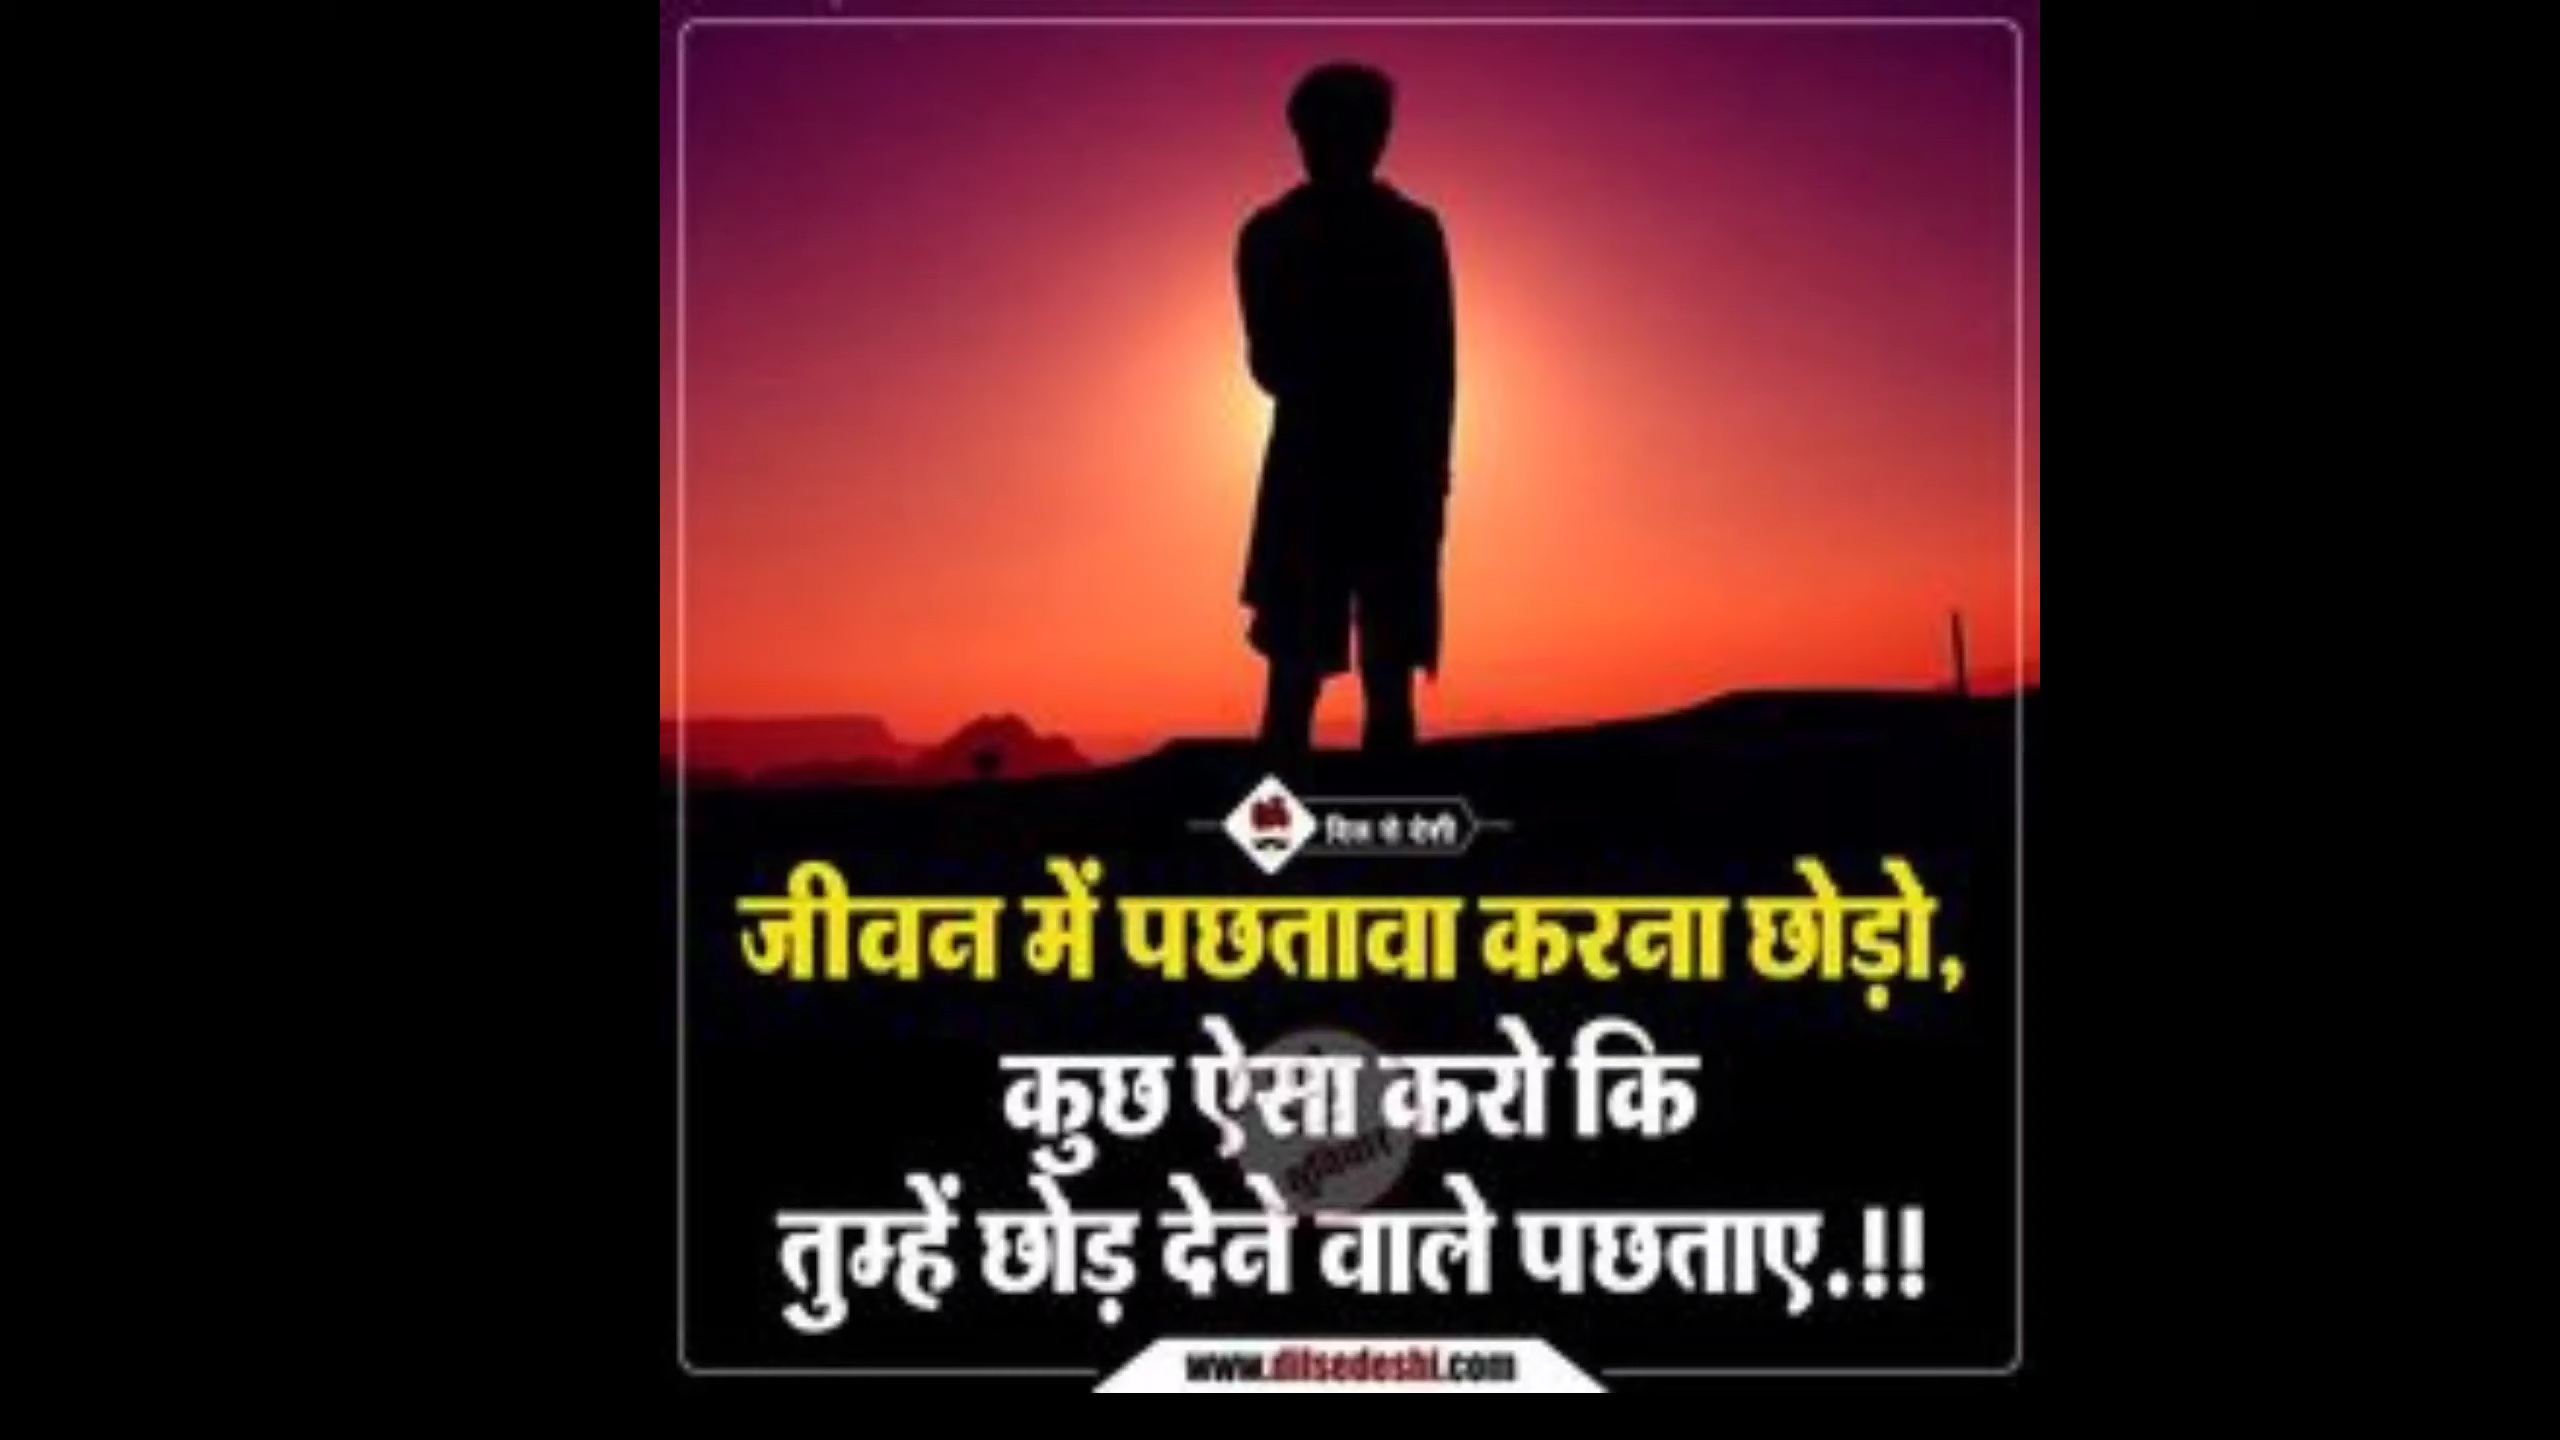 जीवन में पछतावा करना छोड़ो,
कुछ ऐसा करो कि
तुम्हें छोड़ देने वाले पछताए.!!
www.dilsedeshi.com